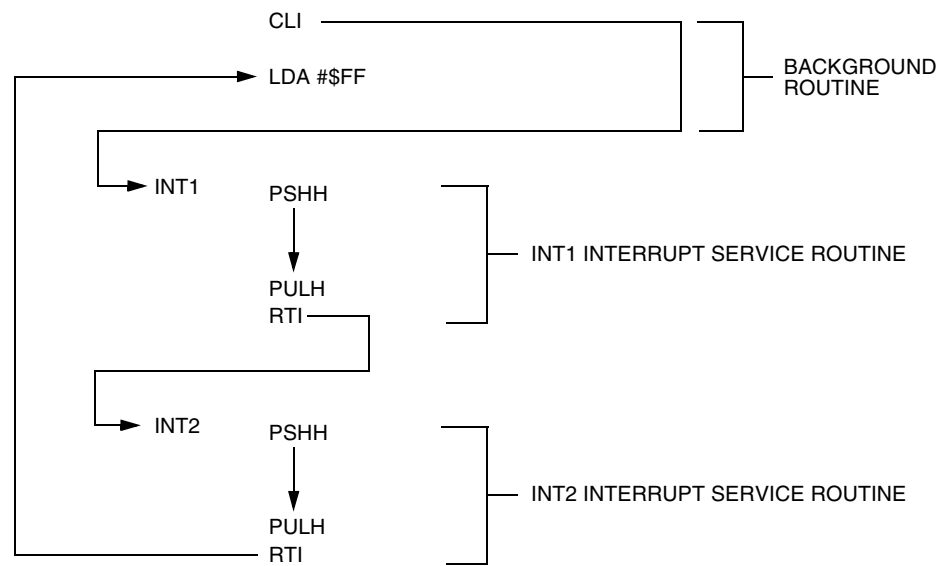 CLI
LDA #$FF
BACKGROUND
ROUTINE
INT1
PSHH
INT1 INTERRUPT SERVICE ROUTINE
PULH
RTI
INT2
PSHH
INT2 INTERRUPT SERVICE ROUTINE
PULH
RTI